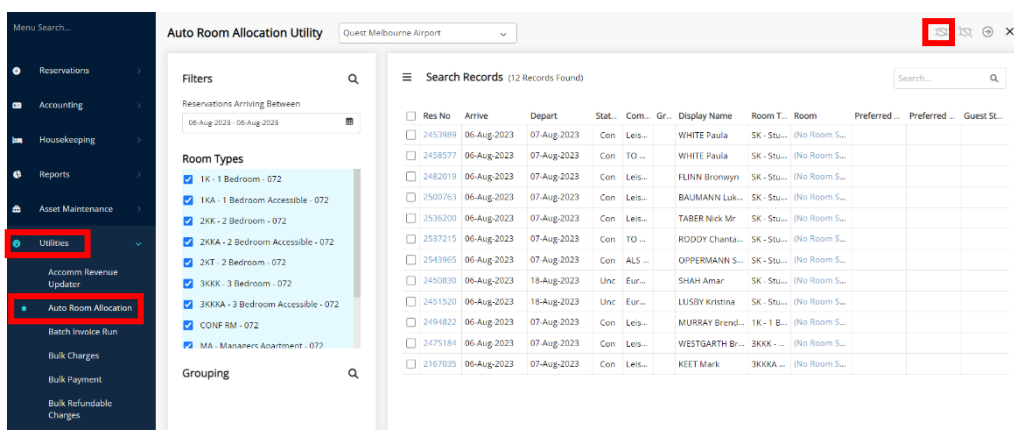 Menu Search...
Reservations
Accounting
Housekeeping
Reports
Asset Maintenance
Utilities
Accomm Revenue
Updater
Auto Room Allocation
Batch Invoice Run
Bulk Charges
Bulk Payment
Bulk Refundable
Charges
Auto Room Allocation Utility
Quest Melbourne Airport
Filters
Reservations Arriving Between
06-Aug-2023 - 06-Aug-2023
Room Types
1K - 1 Bedroom - 072
1KA - 1 Bedroom Accessible - 072
2KK - 2 Bedroom - 072
2KKA - 2 Bedroom Accessible - 072
2KT - 2 Bedroom - 072
3KKK - 3 Bedroom - 072
3KKKA - 3 Bedroom Accessible - 072
CONF RM - 072
MA - Managers Apartment - 072
Grouping
Search Records (12 Records Found)
Search...
Res No Arrive Depart Stat... Com... Gr... Display Name Room T... Room Preferred ... Preferred ... Guest St...
2453989 06-Aug-2023 07-Aug-2023 Con Leis... WHITE Paula SK - Stu... (No Room S...
2458577 06-Aug-2023 07-Aug-2023 Con TO ... WHITE Paula SK - Stu... (No Room S...
2482019 06-Aug-2023 07-Aug-2023 Con Leis... FLINN Bronwyn SK - Stu... (No Room S...
2500763 06-Aug-2023 07-Aug-2023 Con Leis... BAUMANN Luk... SK - Stu... (No Room S...
2536200 06-Aug-2023 07-Aug-2023 Con Leis... TABER Nick Mr SK - Stu... (No Room S...
2537215 06-Aug-2023 07-Aug-2023 Con TO ... RODDY Chanta... SK - Stu... (No Room S...
2543965 06-Aug-2023 07-Aug-2023 Con ALS ... OPPERMANN S... SK - Stu... (No Room S...
2450830 06-Aug-2023 18-Aug-2023 Unc Eur... SHAH Amar SK - Stu... (No Room S...
2451520 06-Aug-2023 18-Aug-2023 Unc Eur... LUSBY Kristina SK - Stu... (No Room S...
2494822 06-Aug-2023 07-Aug-2023 Con Leis... MURRAY Brend... 1K - 1 B... (No Room S...
2475184 06-Aug-2023 07-Aug-2023 Con Leis... WESTGARTH Br... 3KKK - ... (No Room S...
2167035 06-Aug-2023 07-Aug-2023 Con Leis... KEET Mark 3KKKA ... (No Room S...